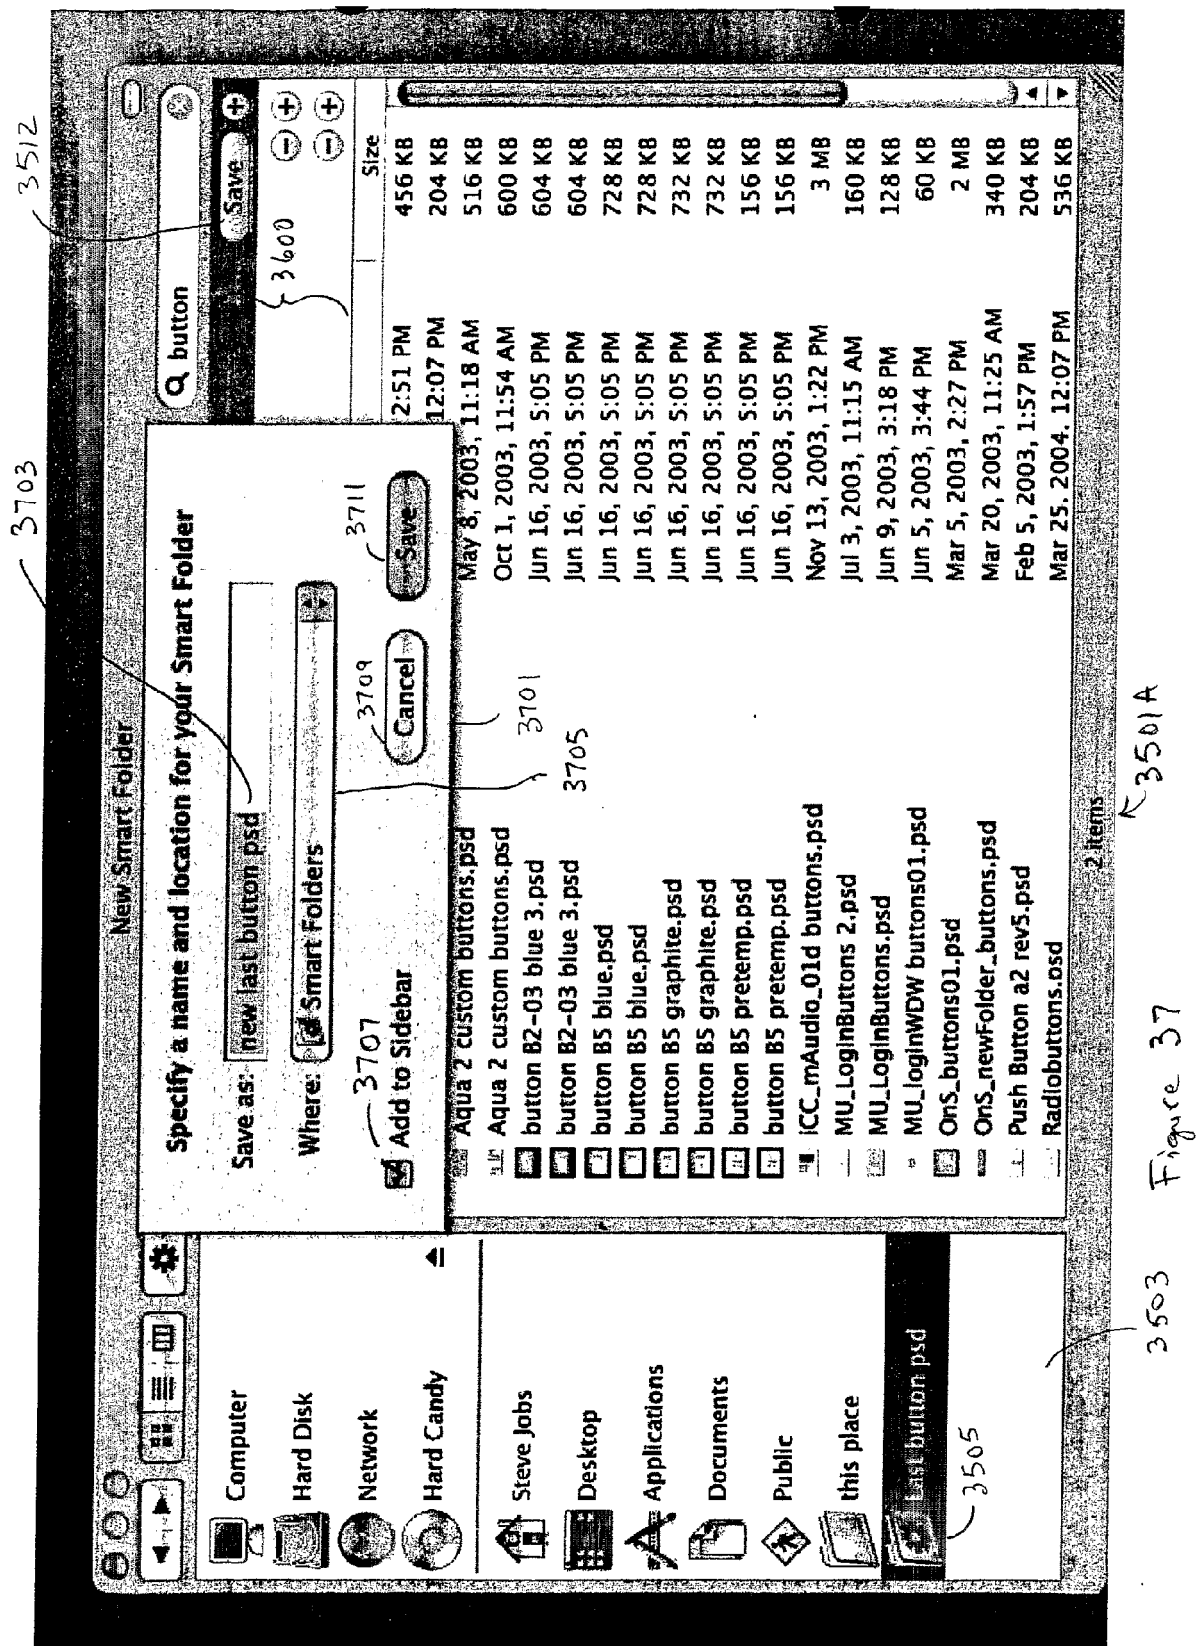 3512
3703
New Smart Folder
button
Save
3600
Specify a name and location for your Smart Folder
Save as: new last button psd
Where: Smart Folders
3707
Add to Sidebar
3709
Cancel
3711
Save
3701
3705
Size
2:51 PM 456 KB
12:07 PM 204 KB
Aqua 2 custom buttons.psd May 8, 2003, 11:18 AM 516 KB
Aqua 2 custom buttons.psd Oct 1, 2003, 11:54 AM 600 KB
button B2-03 blue 3.psd Jun 16, 2003, 5:05 PM 604 KB
button B2-03 blue 3.psd Jun 16, 2003, 5:05 PM 604 KB
button B5 blue.psd Jun 16, 2003, 5:05 PM 728 KB
button B5 blue.psd Jun 16, 2003, 5:05 PM 728 KB
button B5 graphite.psd Jun 16, 2003, 5:05 PM 732 KB
button B5 graphite.psd Jun 16, 2003, 5:05 PM 732 KB
button B5 pretemp.psd Jun 16, 2003, 5:05 PM 156 KB
button B5 pretemp.psd Jun 16, 2003, 5:05 PM 156 KB
ICC_mAudio_01d buttons.psd Nov 13, 2003, 1:22 PM 3 MB
MU_LoginButtons 2.psd Jul 3, 2003, 11:15 AM 160 KB
MU_LoginButtons.psd Jun 9, 2003, 3:18 PM 128 KB
MU_loginWDW buttons01.psd Jun 5, 2003, 3:44 PM 60 KB
OnS_buttons01.psd Mar 5, 2003, 2:27 PM 2 MB
OnS_newFolder_buttons.psd Mar 20, 2003, 11:25 AM 340 KB
Push Button a2 rev5.psd Feb 5, 2003, 1:57 PM 204 KB
Radiobuttons.psd Mar 25, 2004, 12:07 PM 536 KB
2 items
Computer
Hard Disk
Network
Hard Candy
Steve Jobs
Desktop
Applications
Documents
Public
this place
Last button psd
3505
3503
3501A
Figure 37